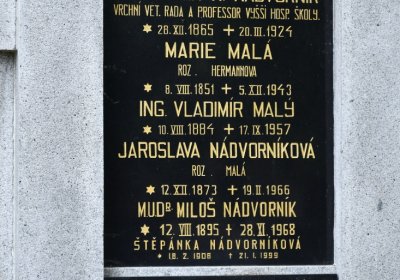 NÁDVORNÍK
VRCHNÍ VET. RADA A PROFESSOR VYŠŠÍ HOSP. ŠKOLY.
✶ 28. XII. 1865 ✝ 20. III. 1924
MARIE MALÁ
ROZ. HERMANNOVA
✶ 8. VIII. 1851 ✝ 5. XII. 1943
ING. VLADIMÍR MALÝ
✶ 10. VIII. 1884 ✝ 17. IX. 1957
JAROSLAVA NÁDVORNÍKOVÁ
ROZ. MALÁ
✶ 12. XII. 1873 ✝ 19. II. 1966
MUDR. MILOŠ NÁDVORNÍK
✶ 12. VIII. 1895 ✝ 28. VI. 1968
ŠTĚPÁNKA NÁDVORNÍKOVÁ
✶ 18. 2. 1908 ✝ 21. 1. 1999